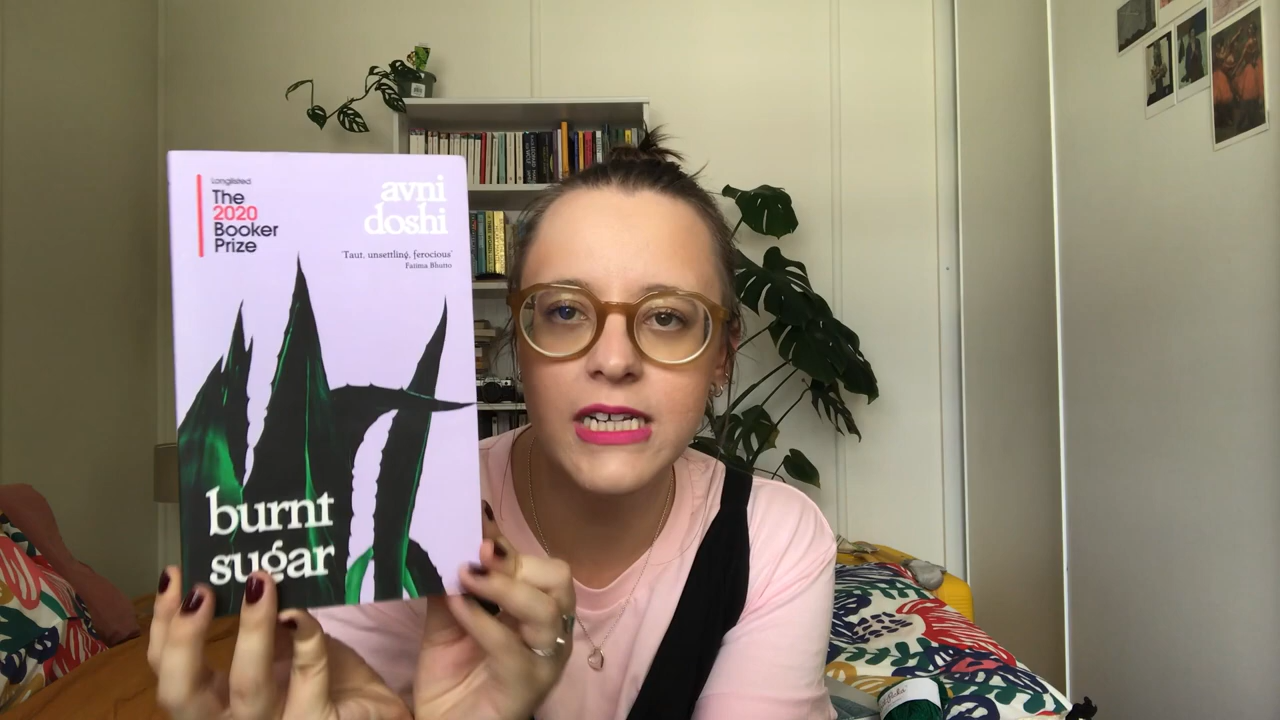 Longlisted
The
2020
Booker
Prize
avni
doshi
'Taut, unsettling, ferocious'
Fatima Bhutto
burnt
sugar